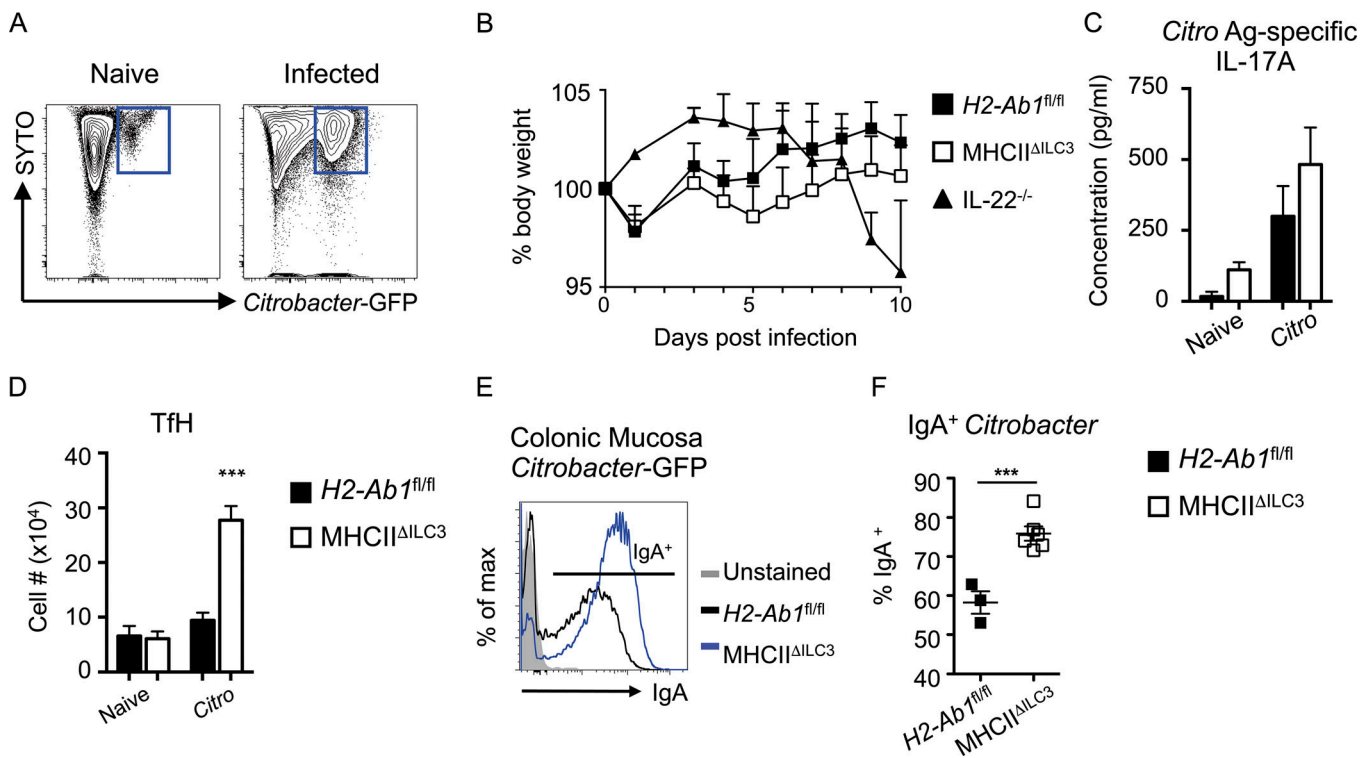 A
Naive
Infected
SYTO
Citrobacter-GFP
B
105
100
95
% body weight
0
5
10
Days post infection
H2-Ab1fl/fl
MHCIIΔILC3
IL-22-/-
C
Citro Ag-specific
IL-17A
Concentration (pg/ml)
750
500
250
0
Naive
Citro
D
TfH
Cell # (x10⁴)
40
30
20
10
0
***
Naive
Citro
H2-Ab1fl/fl
MHCIIΔILC3
E
Colonic Mucosa
Citrobacter-GFP
% of max
IgA+
IgA
Unstained
H2-Ab1fl/fl
MHCIIΔILC3
F
IgA+ Citrobacter
% IgA +
90
80
70
60
50
40
***
H2-Ab1fl/fl
MHCIIΔILC3
H2-Ab1fl/fl
MHCIIΔILC3